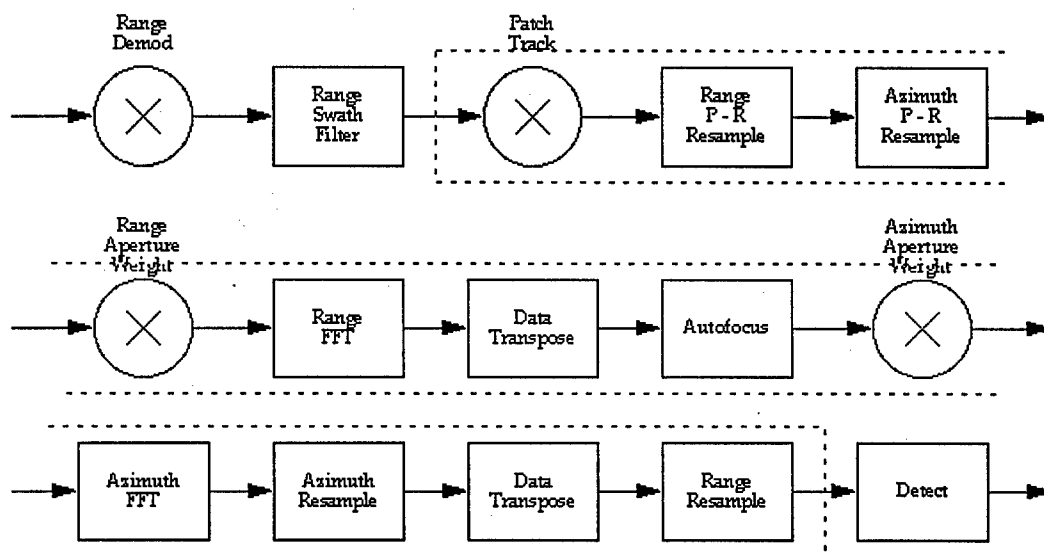 Range
Demod
Range
Swath
Filter
Patch
Track
Range
P - R
Resample
Azimuth
P - R
Resample
Range
Aperture
Weight
Range
FFT
Data
Transpose
Autofocus
Azimuth
Aperture
Weight
Azimuth
FFT
Azimuth
Resample
Data
Transpose
Range
Resample
Detect